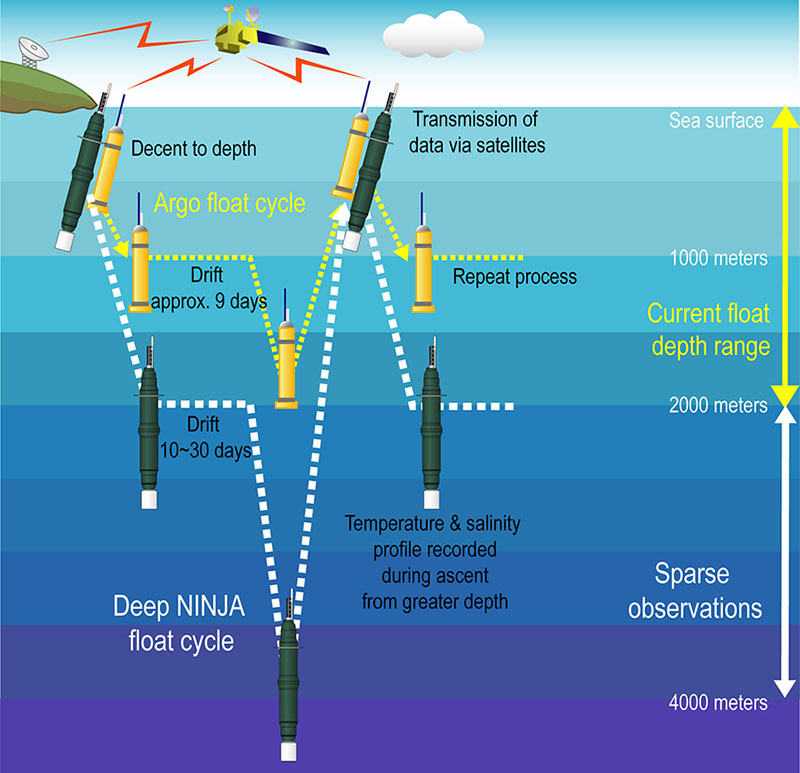 Decent to depth
Transmission of
data via satellites
Sea surface
Argo float cycle
1000 meters
Drift
approx. 9 days
Repeat process
Current float
depth range
2000 meters
Drift
10~30 days
Temperature & salinity
profile recorded
during ascent
from greater depth
Deep NINJA
float cycle
Sparse
observations
4000 meters